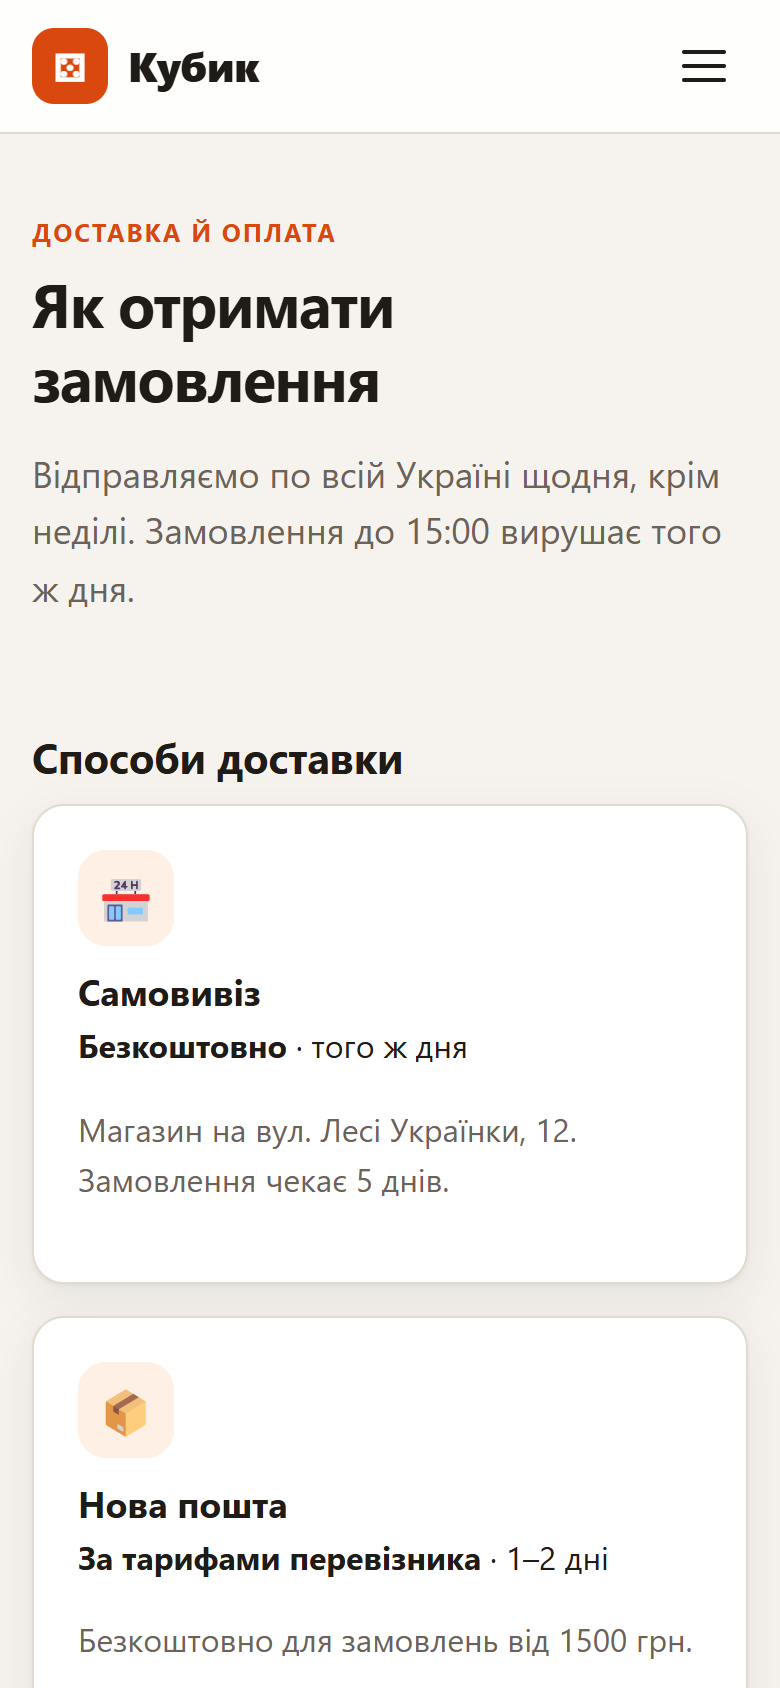 Кубик
ДОСТАВКА Й ОПЛАТА
Як отримати
замовлення
Відправляємо по всій Україні щодня, крім
неділі. Замовлення до 15:00 вирушає того
ж дня.
Способи доставки
24 H
Самовивіз
Безкоштовно · того ж дня
Магазин на вул. Лесі Українки, 12.
Замовлення чекає 5 днів.
Нова пошта
За тарифами перевізника · 1–2 дні
Безкоштовно для замовлень від 1500 грн.